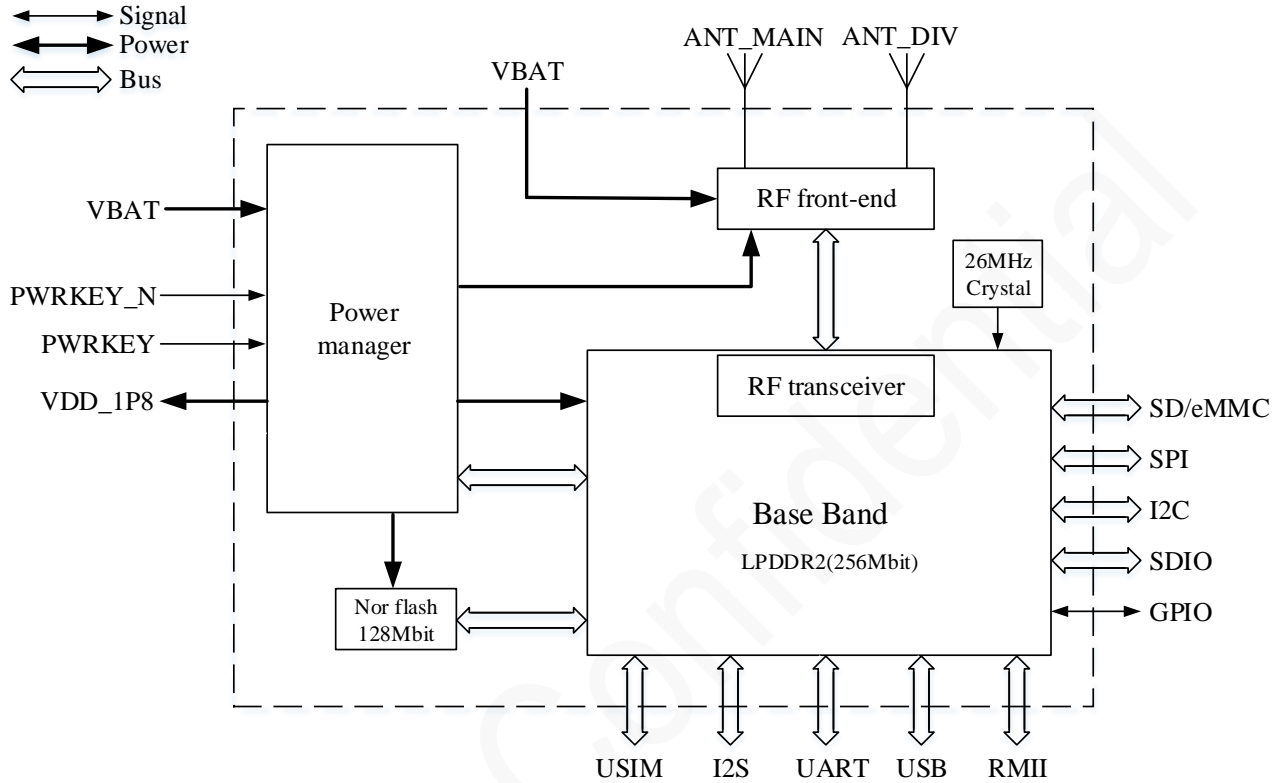 Signal
Power
Bus
ANT_MAIN
ANT_DIV
VBAT
RF front-end
VBAT
26MHz
Crystal
PWRKEY_N
Power
manager
PWRKEY
RF transceiver
VDD_1P8
SD/eMMC
SPI
Base Band
I2C
LPDDR2(256Mbit)
SDIO
Nor flash
128Mbit
GPIO
USIM
I2S
UART
USB
RMII
Confidential